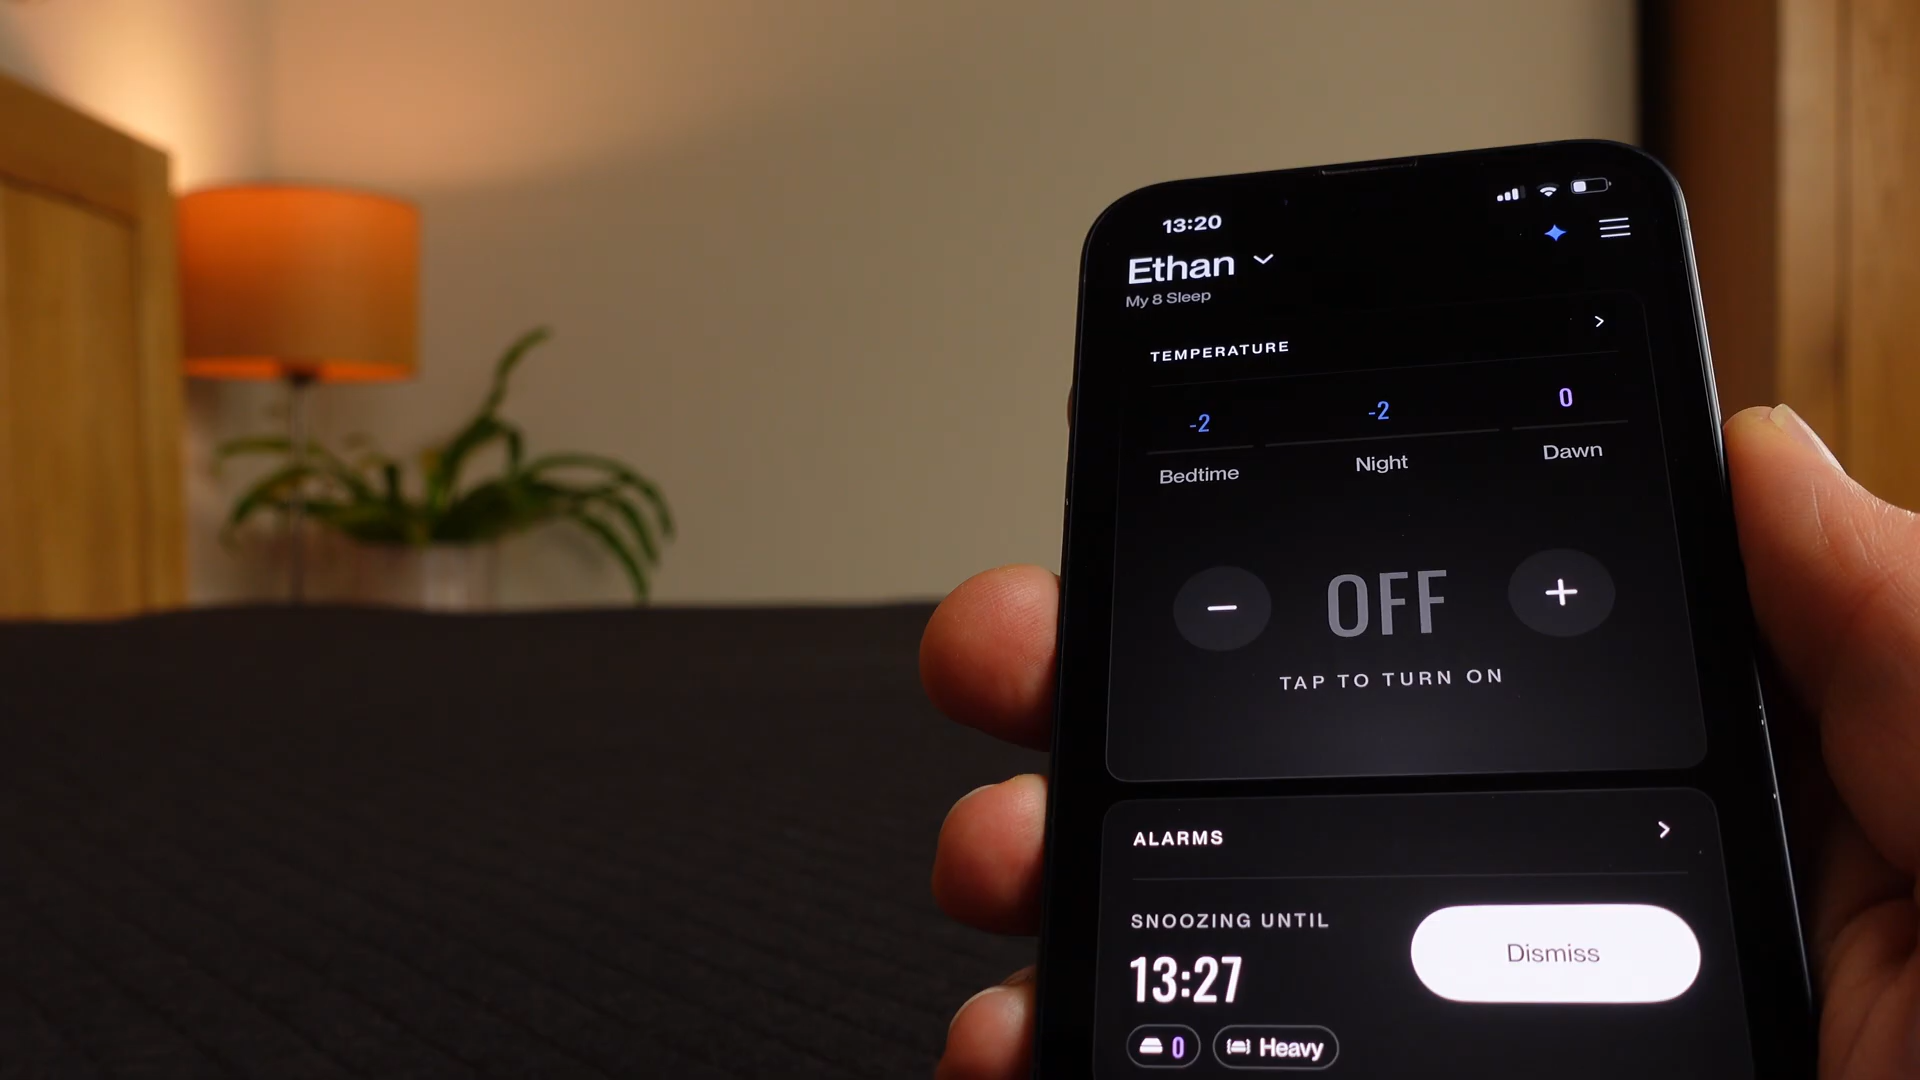 13:20
Ethan
My 8 Sleep
TEMPERATURE
-2 -2 0
Bedtime Night Dawn
OFF
TAP TO TURN ON
ALARMS
SNOOZING UNTIL
13:27
Dismiss
0 Heavy